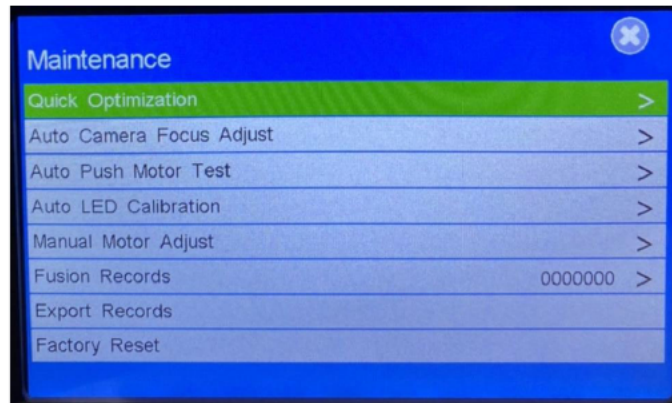 Maintenance
Quick Optimization >
Auto Camera Focus Adjust >
Auto Push Motor Test >
Auto LED Calibration >
Manual Motor Adjust >
Fusion Records 0000000 >
Export Records
Factory Reset